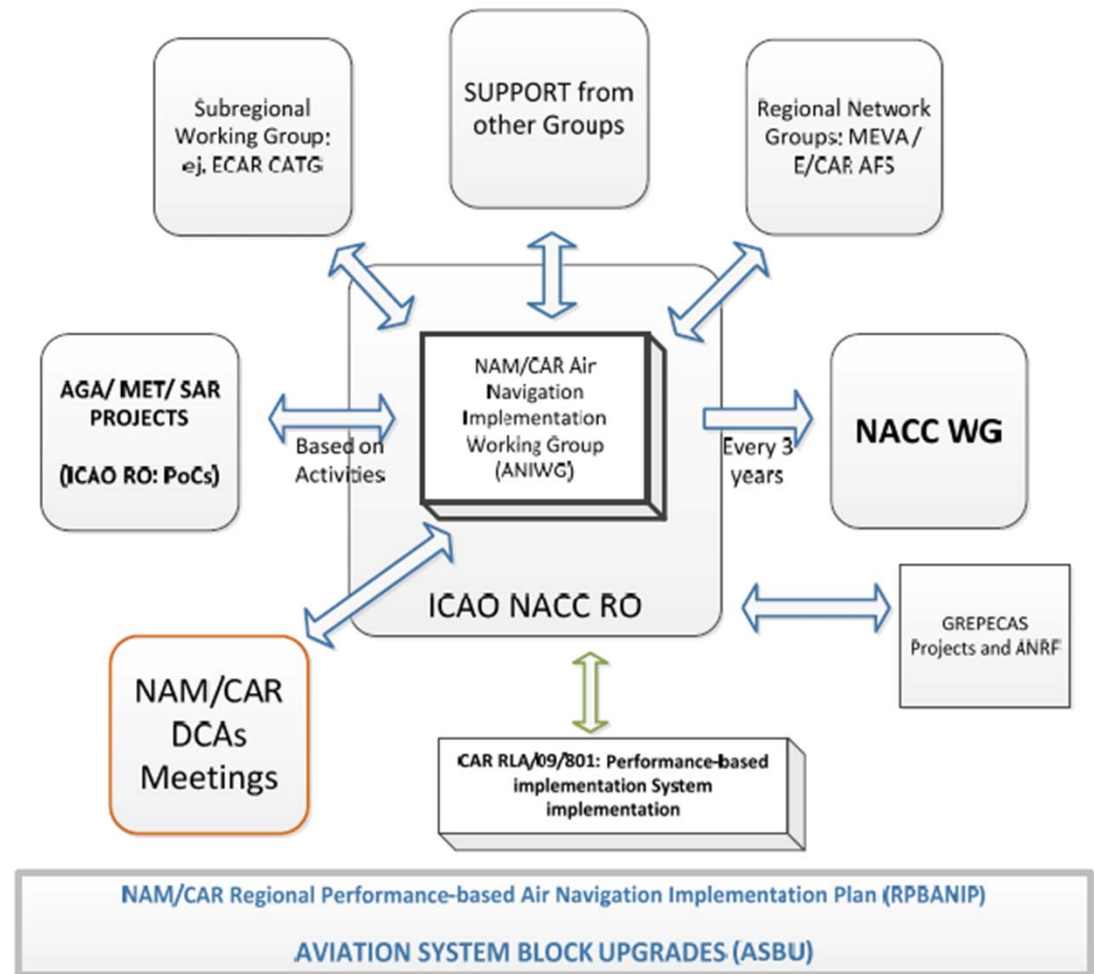 Subregional
Working Group:
ej. ECAR CATG
SUPPORT from
other Groups
Regional Network
Groups: MEVA /
E/CAR AFS
AGA/ MET/ SAR
PROJECTS
(ICAO RO: PoCs)
Based on
Activities
NAM/CAR Air
Navigation
Implementation
Working Group
(ANIWG)
Every 3
years
NACC WG
ICAO NACC RO
GREPECAS
Projects and ANRF
NAM/CAR
DCAs
Meetings
CAR RLA/09/801: Performance-based
implementation System
implementation
NAM/CAR Regional Performance-based Air Navigation Implementation Plan (RPBANIP)
AVIATION SYSTEM BLOCK UPGRADES (ASBU)